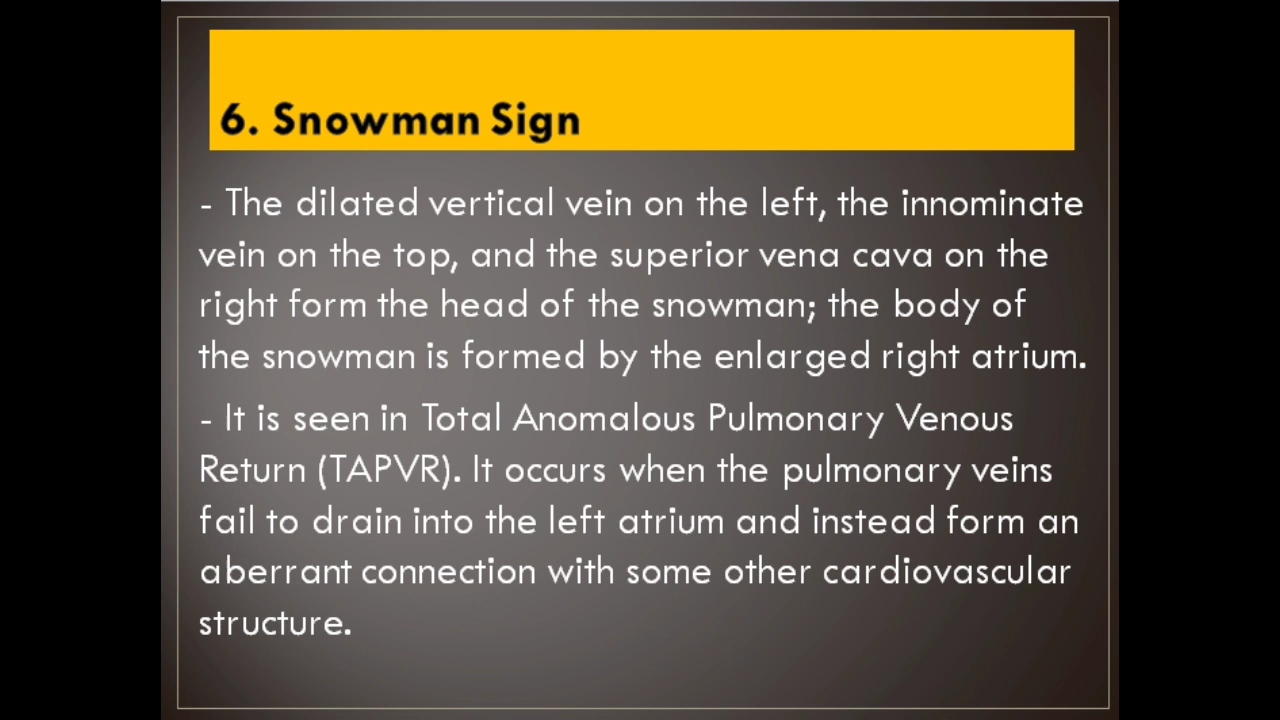 6. Snowman Sign
- The dilated vertical vein on the left, the innominate
vein on the top, and the superior vena cava on the
right form the head of the snowman; the body of
the snowman is formed by the enlarged right atrium.
- It is seen in Total Anomalous Pulmonary Venous
Return (TAPVR). It occurs when the pulmonary veins
fail to drain into the left atrium and instead form an
aberrant connection with some other cardiovascular
structure.